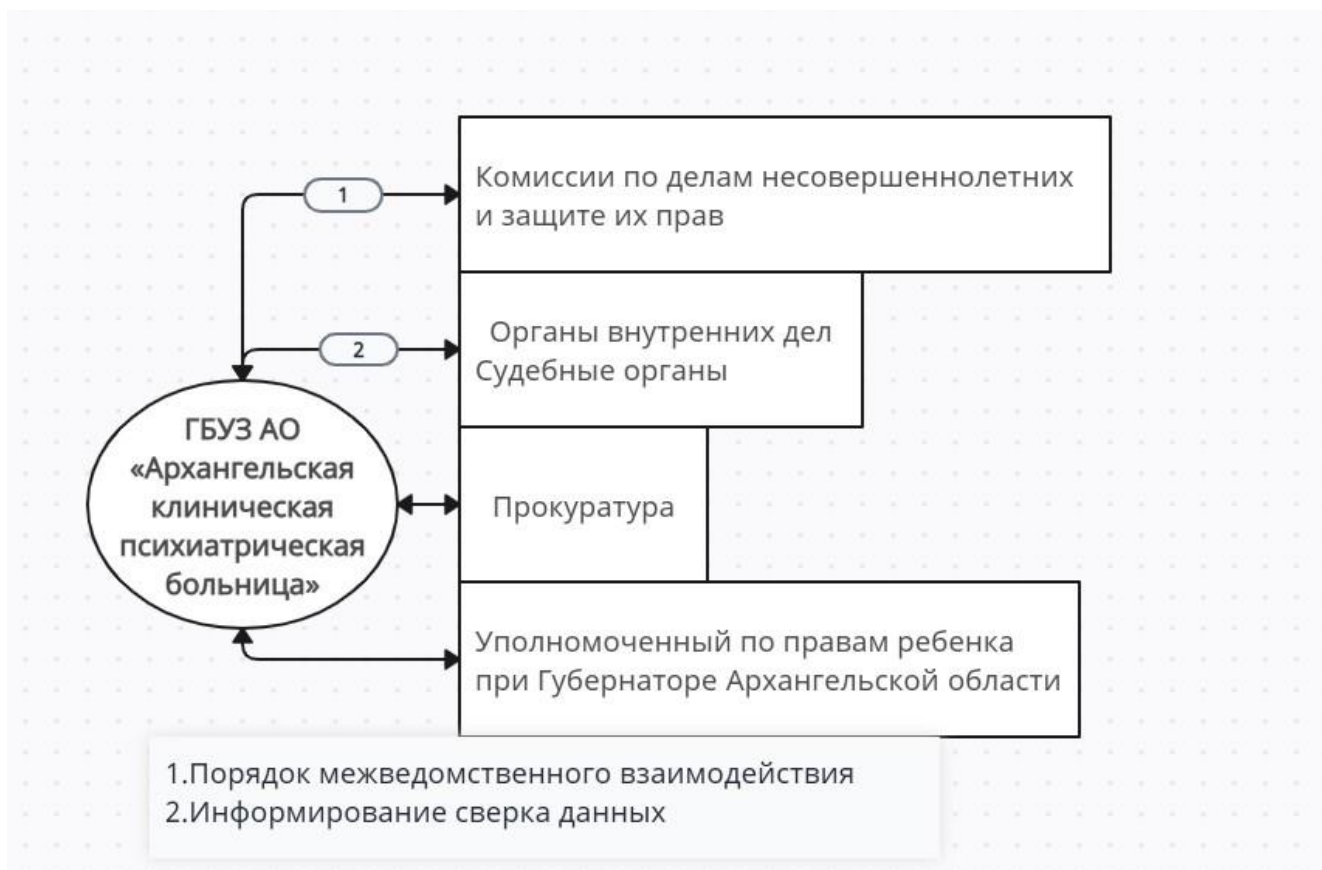 1
Комиссии по делам несовершеннолетних
и защите их прав
2
Органы внутренних дел
Судебные органы
ГБУЗ АО
«Архангельская
клиническая
психиатрическая
больница»
Прокуратура
Уполномоченный по правам ребенка
при Губернаторе Архангельской области
1.Порядок межведомственного взаимодействия
2.Информирование сверка данных